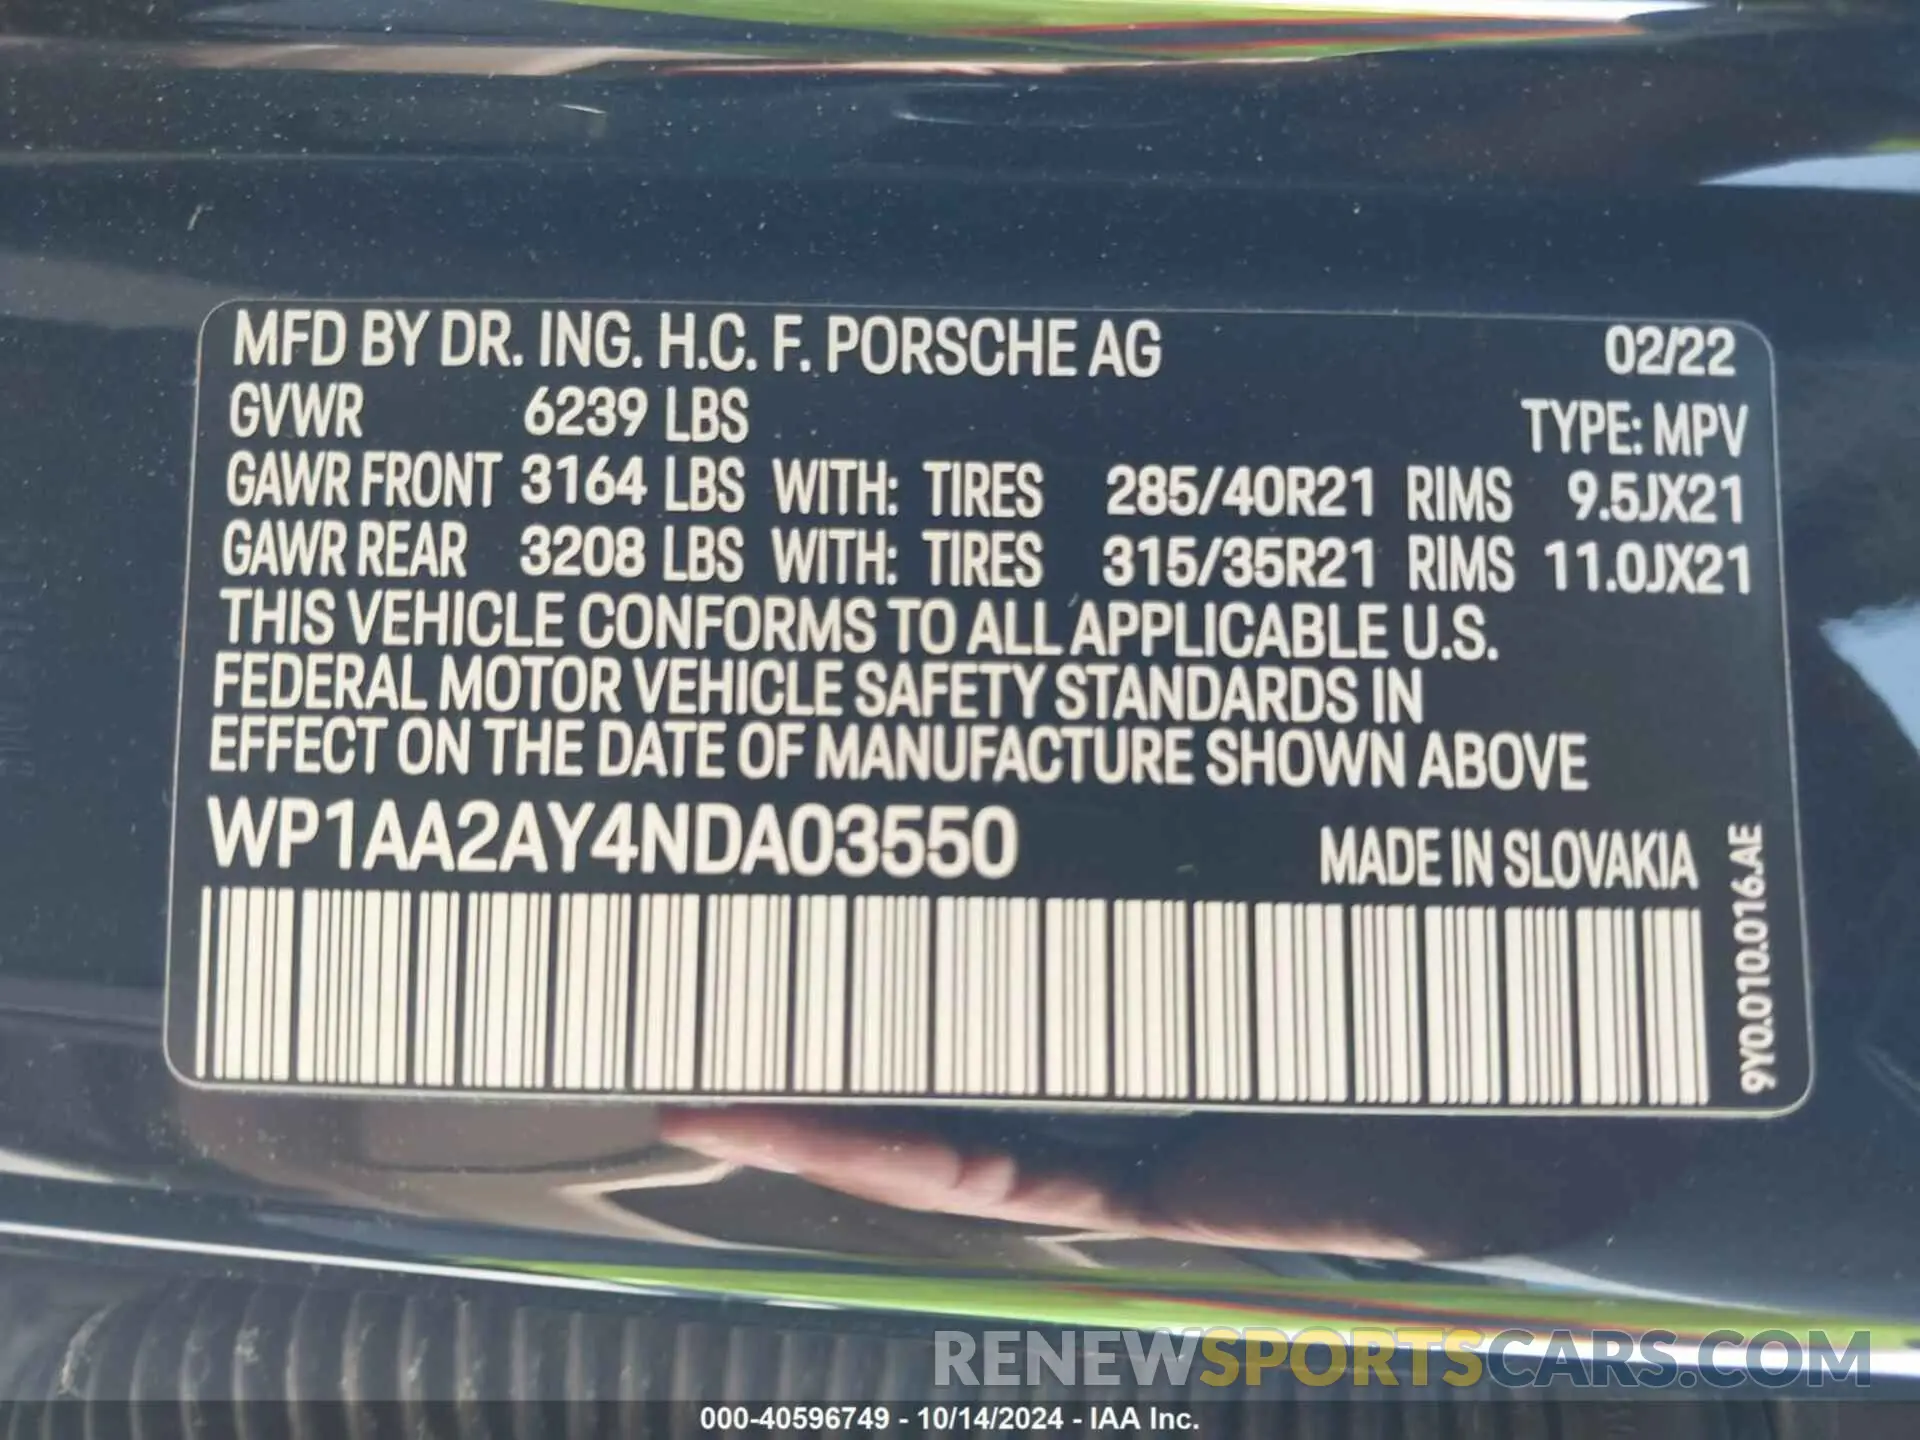 MFD BY DR. ING. H.C. F. PORSCHE AG 02/22
GVWR 6239 LBS TYPE: MPV
GAWR FRONT 3164 LBS WITH: TIRES 285/40R21 RIMS 9.5JX21
GAWR REAR 3208 LBS WITH: TIRES 315/35R21 RIMS 11.0JX21
THIS VEHICLE CONFORMS TO ALL APPLICABLE U.S.
FEDERAL MOTOR VEHICLE SAFETY STANDARDS IN
EFFECT ON THE DATE OF MANUFACTURE SHOWN ABOVE
WP1AA2AY4NDA03550 MADE IN SLOVAKIA
9Y0.010.016.AE
RENEWSPORTSCARS.COM
000-40596749 - 10/14/2024 - IAA Inc.